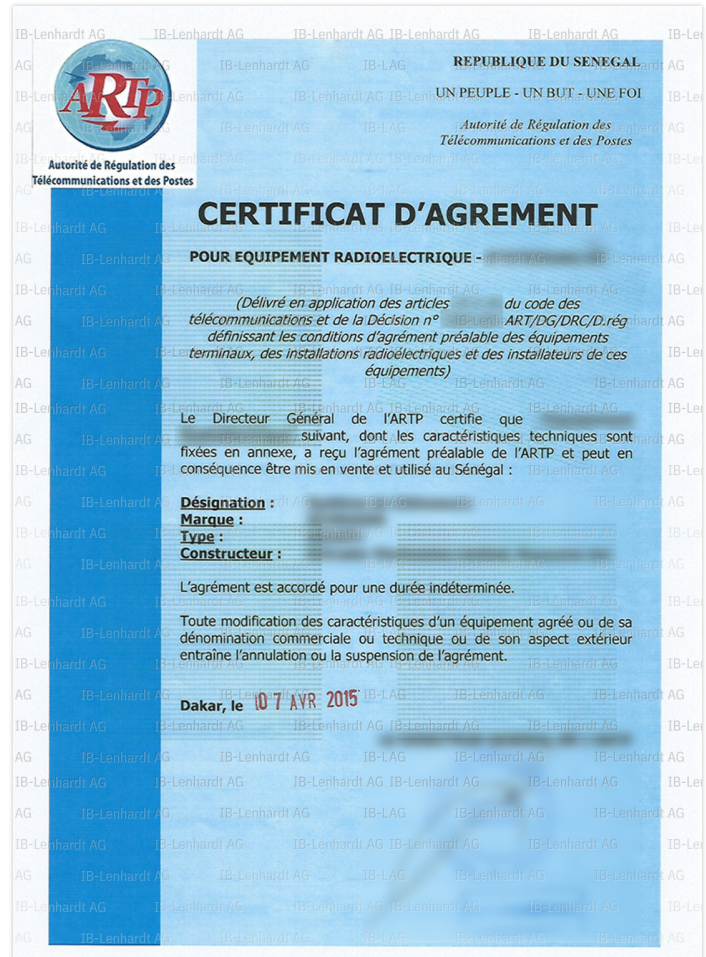 ARTP
Autorité de Régulation des
Télécommunications et des Postes
REPUBLIQUE DU SENEGAL
UN PEUPLE - UN BUT - UNE FOI
Autorité de Régulation des
Télécommunications et des Postes
CERTIFICAT D'AGREMENT
POUR EQUIPEMENT RADIOELECTRIQUE -
(Délivré en application des articles du code des
télécommunications et de la Décision n° ART/DG/DRC/D.rég
définissant les conditions d'agrément préalable des équipements
terminaux, des installations radioélectriques et des installateurs de ces
équipements)
Le Directeur Général de l'ARTP certifie que
suivant, dont les caractéristiques techniques sont
fixées en annexe, a reçu l'agrément préalable de l'ARTP et peut en
conséquence être mis en vente et utilisé au Sénégal :
Désignation :
Marque :
Type :
Constructeur :
L'agrément est accordé pour une durée indéterminée.
Toute modification des caractéristiques d'un équipement agréé ou de sa
dénomination commerciale ou technique ou de son aspect extérieur
entraîne l'annulation ou la suspension de l'agrément.
Dakar, le 07 AVR 2015
IB-Lenhardt AG